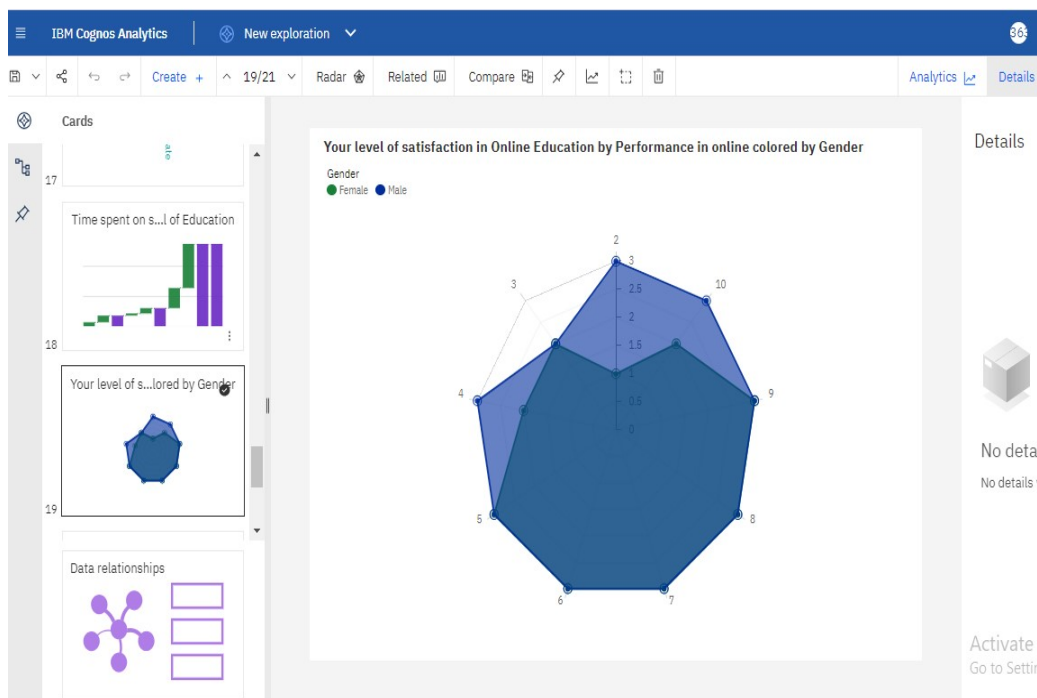 IBM Cognos Analytics
New exploration
363
Create +
19/21
Radar
Related
Compare
Analytics
Details
Cards
17
Time spent on s...l of Education
18
Your level of s...lored by Gender
19
Data relationships
Your level of satisfaction in Online Education by Performance in online colored by Gender
Gender
Female Male
2
3
10
3
2.5
2
1.5
4
9
1
0.5
0
5
8
6
7
Details
No deta
No details
Activate
Go to Settin